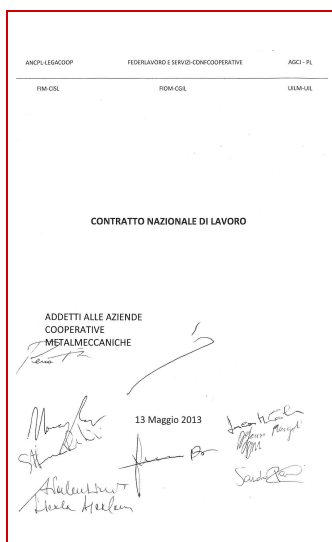 ANCPL-LEGACOOP FEDERLAVORO E SERVIZI-CONFCOOPERATIVE AGCI - PL
FIM-CISL FIOM-CGIL UILM-UIL
CONTRATTO NAZIONALE DI LAVORO
ADDETTI ALLE AZIENDE
COOPERATIVE
METALMECCANICHE
13 Maggio 2013